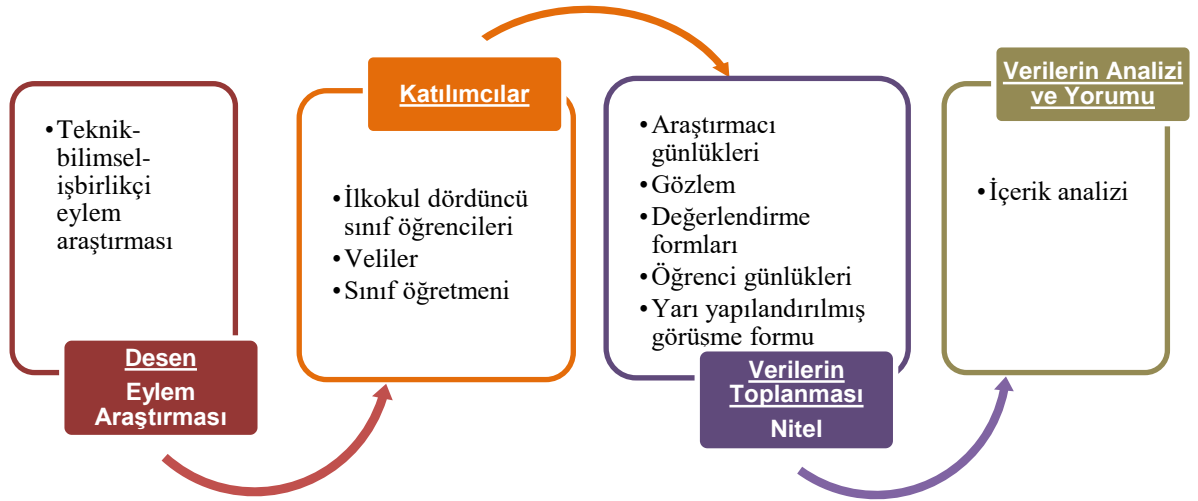 •Teknik-
bilimsel-
işbirlikçi
eylem
araştırması
Desen
Eylem
Araştırması
Katılımcılar
•İlkokul dördüncü
sınıf öğrencileri
•Veliler
•Sınıf öğretmeni
•Araştırmacı
günlükleri
•Gözlem
•Değerlendirme
formları
•Öğrenci günlükleri
•Yarı yapılandırılmış
görüşme formu
Verilerin
Toplanması
Nitel
Verilerin Analizi
ve Yorumu
•İçerik analizi